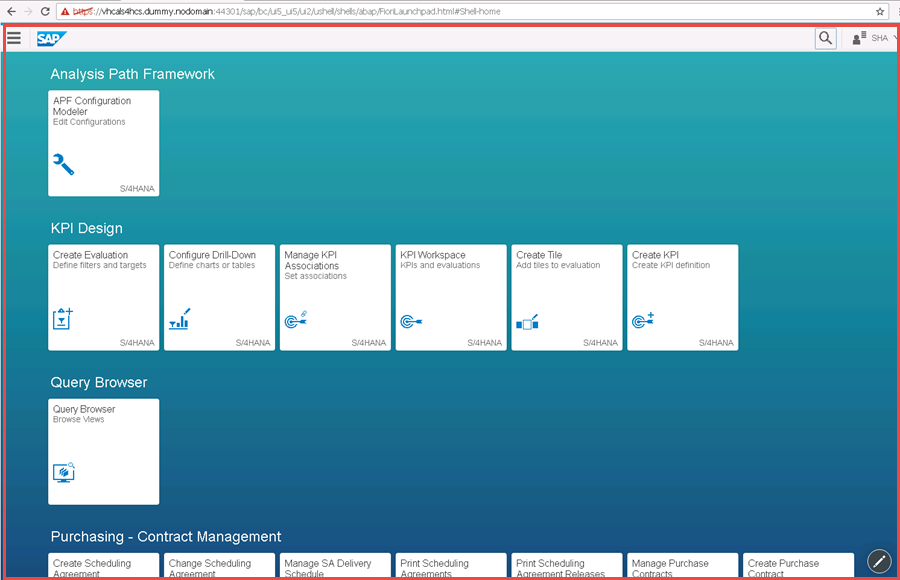 https://vhcals4hcs.dummy.nodomain:44301/sap/bc/ui5_ui5/ui2/ushell/shells/abap/FioriLaunchpad.html#Shell-home
SAP
SHA
Analysis Path Framework
APF Configuration
Modeler
Edit Configurations
S/4HANA
KPI Design
Create Evaluation
Define filters and targets
S/4HANA
Configure Drill-Down
Define charts or tables
S/4HANA
Manage KPI
Associations
Set associations
S/4HANA
KPI Workspace
KPIs and evaluations
S/4HANA
Create Tile
Add tiles to evaluation
S/4HANA
Create KPI
Create KPI definition
S/4HANA
Query Browser
Query Browser
Browse Views
Purchasing - Contract Management
Create Scheduling
Agreement
Change Scheduling
Agreement
Manage SA Delivery
Schedule
Print Scheduling
Agreements
Print Scheduling
Agreement Releases
Manage Purchase
Contracts
Create Purchase
Contract